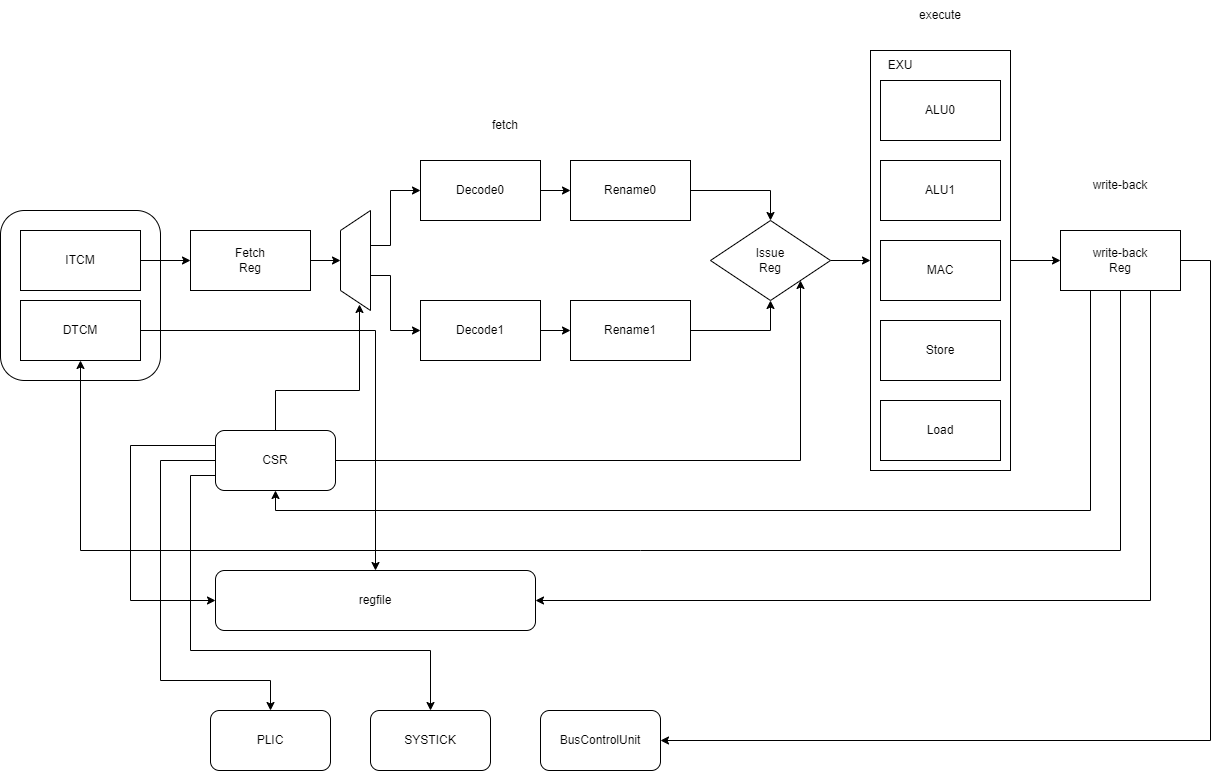 execute
EXU
ALU0
fetch
Decode0
Rename0
ALU1
write-back
ITCM
Fetch
Reg
Issue
Reg
MAC
write-back
Reg
DTCM
Decode1
Rename1
Store
Load
CSR
regfile
PLIC
SYSTICK
BusControlUnit